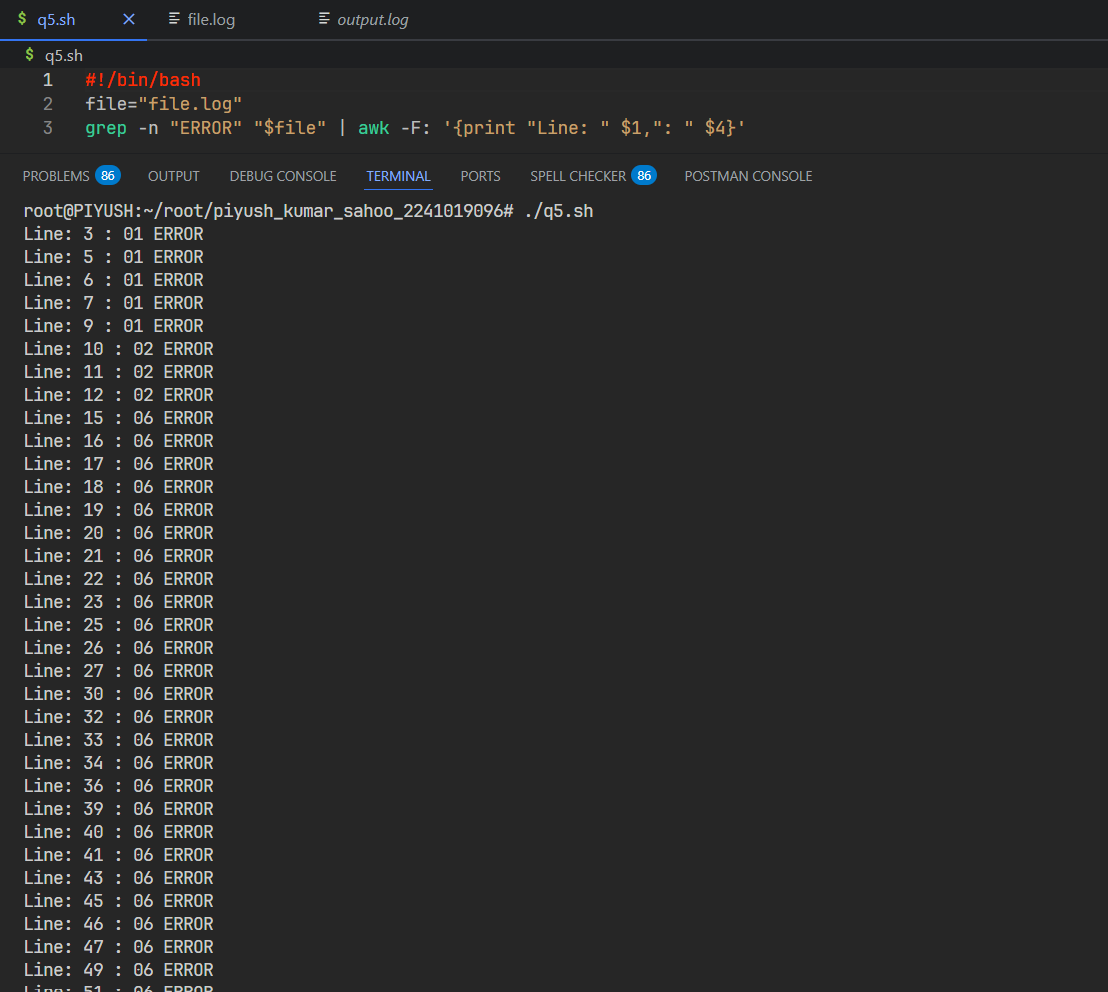 $ q5.sh × file.log output.log
$ q5.sh
1 #!/bin/bash
2 file="file.log"
3 grep -n "ERROR" "$file" | awk -F: '{print "Line: " $1,": " $4}'
PROBLEMS 86 OUTPUT DEBUG CONSOLE TERMINAL PORTS SPELL CHECKER 86 POSTMAN CONSOLE
root@PIYUSH:~/root/piyush_kumar_sahoo_2241019096# ./q5.sh
Line: 3 : 01 ERROR
Line: 5 : 01 ERROR
Line: 6 : 01 ERROR
Line: 7 : 01 ERROR
Line: 9 : 01 ERROR
Line: 10 : 02 ERROR
Line: 11 : 02 ERROR
Line: 12 : 02 ERROR
Line: 15 : 06 ERROR
Line: 16 : 06 ERROR
Line: 17 : 06 ERROR
Line: 18 : 06 ERROR
Line: 19 : 06 ERROR
Line: 20 : 06 ERROR
Line: 21 : 06 ERROR
Line: 22 : 06 ERROR
Line: 23 : 06 ERROR
Line: 25 : 06 ERROR
Line: 26 : 06 ERROR
Line: 27 : 06 ERROR
Line: 30 : 06 ERROR
Line: 32 : 06 ERROR
Line: 33 : 06 ERROR
Line: 34 : 06 ERROR
Line: 36 : 06 ERROR
Line: 39 : 06 ERROR
Line: 40 : 06 ERROR
Line: 41 : 06 ERROR
Line: 43 : 06 ERROR
Line: 45 : 06 ERROR
Line: 46 : 06 ERROR
Line: 47 : 06 ERROR
Line: 49 : 06 ERROR
Line: 51 : 06 ERROR